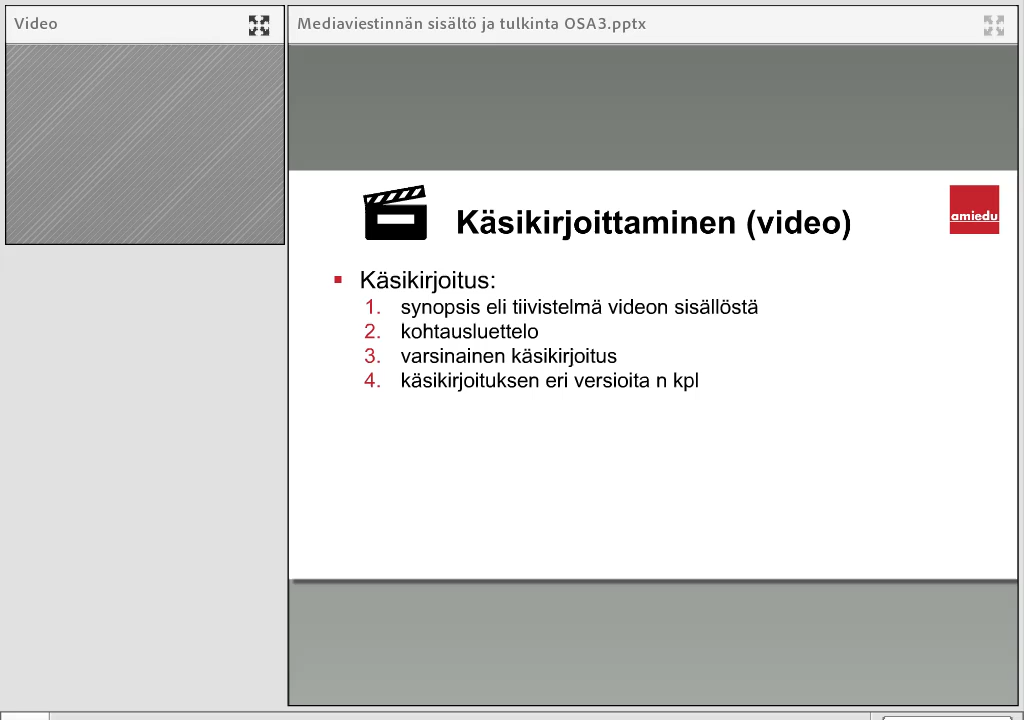 Video
Mediaviestinnän sisältö ja tulkinta OSA3.pptx
Käsikirjoittaminen (video)
amiedu
Käsikirjoitus:
1. synopsis eli tiivistelmä videon sisällöstä
2. kohtausluettelo
3. varsinainen käsikirjoitus
4. käsikirjoituksen eri versioita n kpl